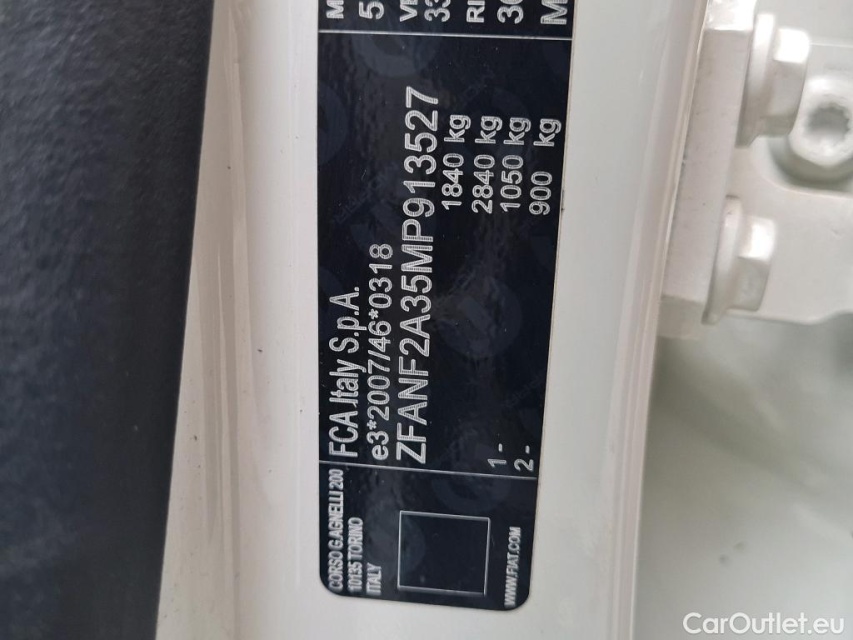 CORSO G.AGNELLI 200
10135 TORINO
ITALY
WWW.FIAT.COM
FCA Italy S.p.A.
e3*2007/46*0318
ZFANF2A35MP913527
1840 kg
2840 kg
1- 1050 kg
2- 900 kg
CarOutlet.eu